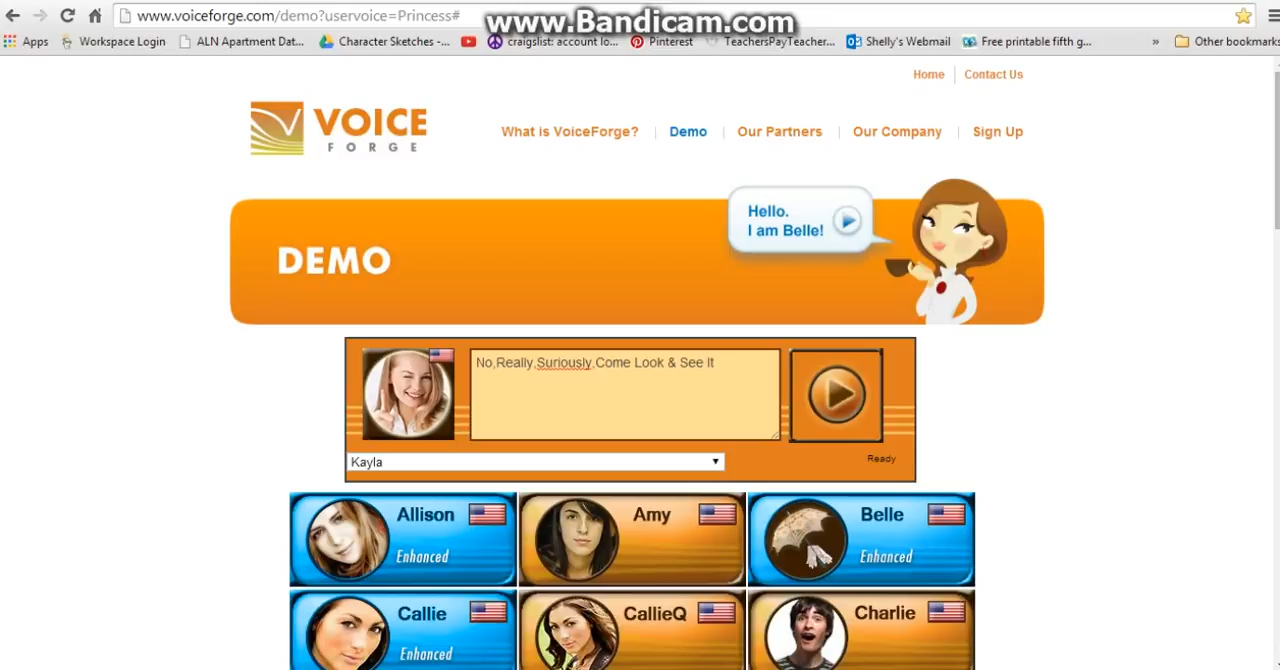 www.voiceforge.com/demo?uservoice=Princess#
www.Bandicam.com
Apps Workspace Login ALN Apartment Dat... Character Sketches -... craigslist: account lo... Pinterest TeachersPayTeacher... Shelly's Webmail Free printable fifth g... » Other bookmarks
Home Contact Us
VOICE
FORGE
What is VoiceForge? Demo Our Partners Our Company Sign Up
Hello.
I am Belle!
DEMO
No,Really,Suriously,Come Look & See It
Kayla
Ready
Allison Amy Belle
Enhanced Enhanced
Callie CallieQ Charlie
Enhanced